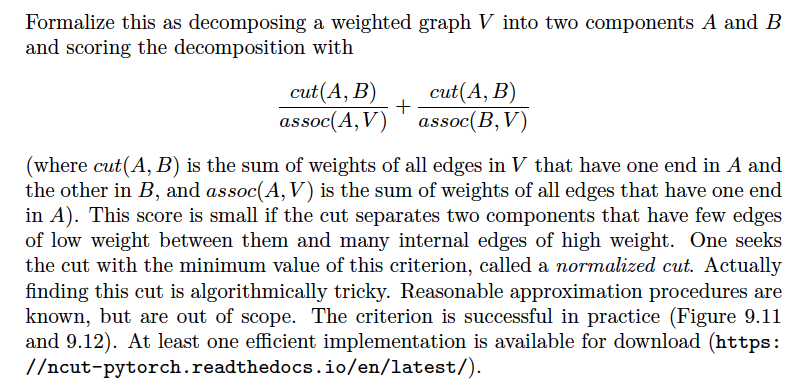 Formalize this as decomposing a weighted graph V into two components A and B
and scoring the decomposition with
cut(A, B)/assoc(A, V) + cut(A, B)/assoc(B, V)
(where cut(A, B) is the sum of weights of all edges in V that have one end in A and
the other in B, and assoc(A, V) is the sum of weights of all edges that have one end
in A). This score is small if the cut separates two components that have few edges
of low weight between them and many internal edges of high weight. One seeks
the cut with the minimum value of this criterion, called a normalized cut. Actually
finding this cut is algorithmically tricky. Reasonable approximation procedures are
known, but are out of scope. The criterion is successful in practice (Figure 9.11
and 9.12). At least one efficient implementation is available for download (https:
//ncut-pytorch.readthedocs.io/en/latest/).